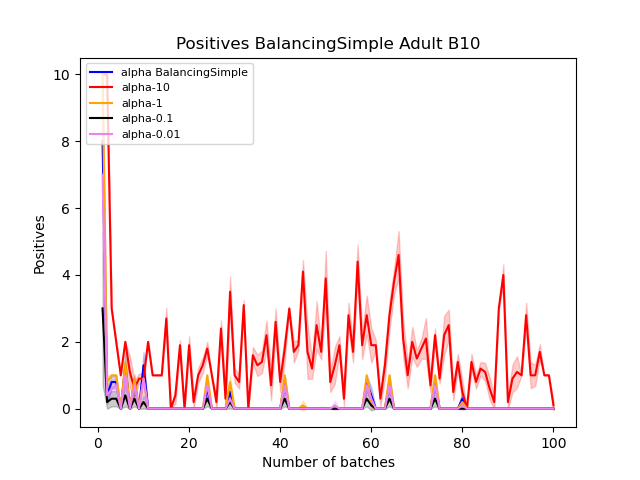 Positives BalancingSimple Adult B10
alpha BalancingSimple
alpha-10
alpha-1
alpha-0.1
alpha-0.01
Positives
10
8
6
4
2
0
0 20 40 60 80 100
Number of batches